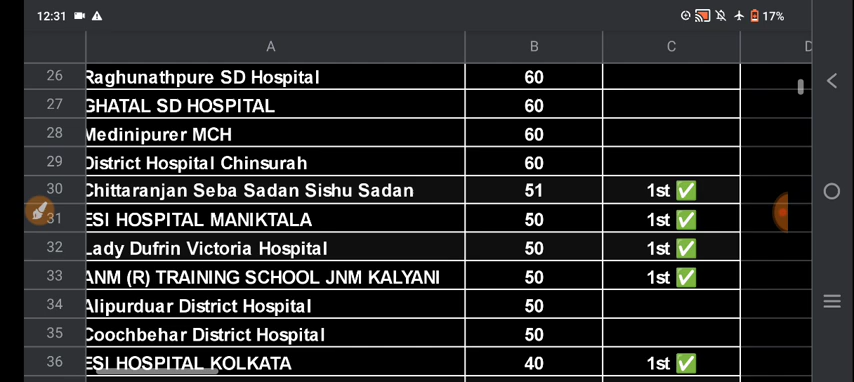 12:31 17%
A B C D
26 Raghunathpure SD Hospital 60
27 GHATAL SD HOSPITAL 60
28 Medinipurer MCH 60
29 District Hospital Chinsurah 60
30 Chittaranjan Seba Sadan Sishu Sadan 51 1st ✅
31 ESI HOSPITAL MANIKTALA 50 1st ✅
32 Lady Dufrin Victoria Hospital 50 1st ✅
33 ANM (R) TRAINING SCHOOL JNM KALYANI 50 1st ✅
34 Alipurduar District Hospital 50
35 Coochbehar District Hospital 50
36 ESI HOSPITAL KOLKATA 40 1st ✅